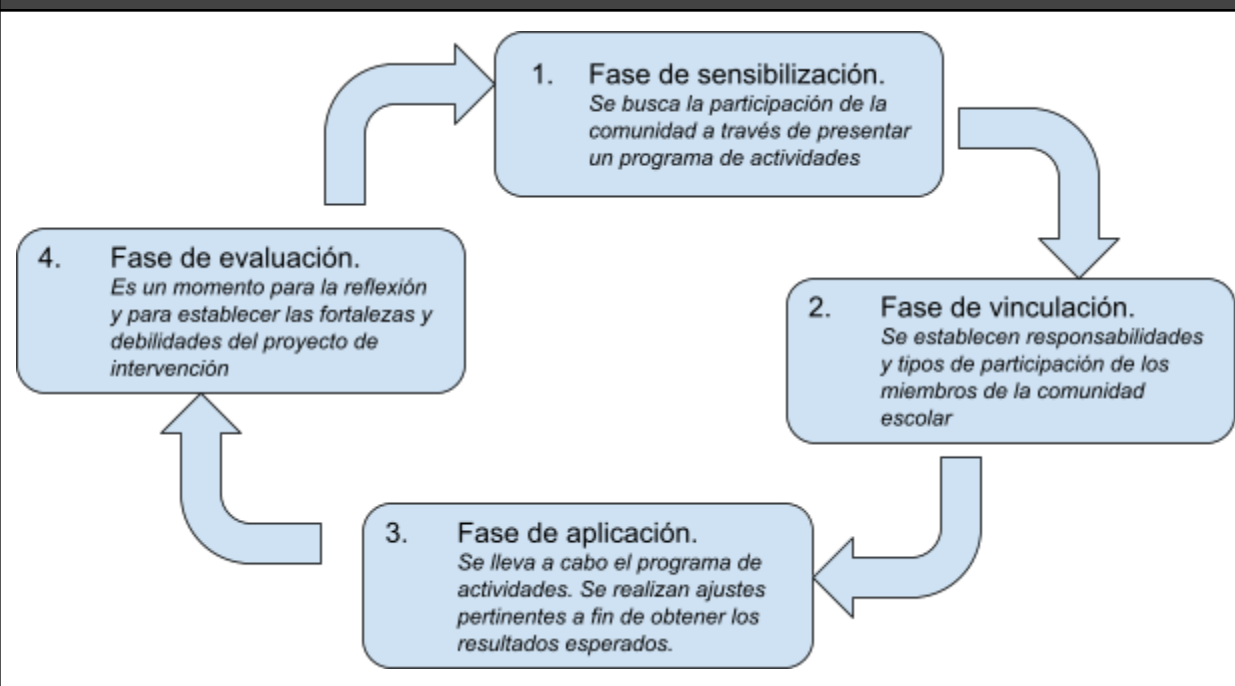 1. Fase de sensibilización.
Se busca la participación de la
comunidad a través de presentar
un programa de actividades
2. Fase de vinculación.
Se establecen responsabilidades
y tipos de participación de los
miembros de la comunidad
escolar
3. Fase de aplicación.
Se lleva a cabo el programa de
actividades. Se realizan ajustes
pertinentes a fin de obtener los
resultados esperados.
4. Fase de evaluación.
Es un momento para la reflexión
y para establecer las fortalezas y
debilidades del proyecto de
intervención